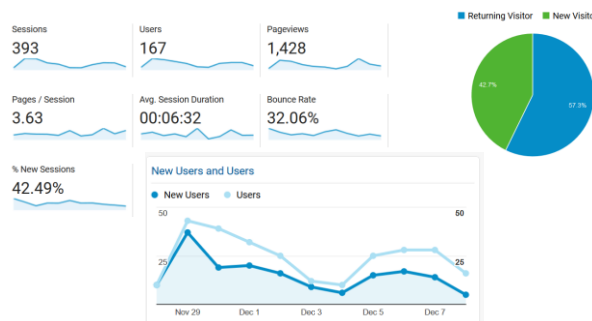 Returning Visitor New Visito
Sessions
393
Users
167
Pageviews
1,428
Pages / Session
3.63
Avg. Session Duration
00:06:32
Bounce Rate
32.06%
% New Sessions
42.49%
42.7%
57.3%
New Users and Users
New Users Users
50 50
25 25
Nov 29 Dec 1 Dec 3 Dec 5 Dec 7